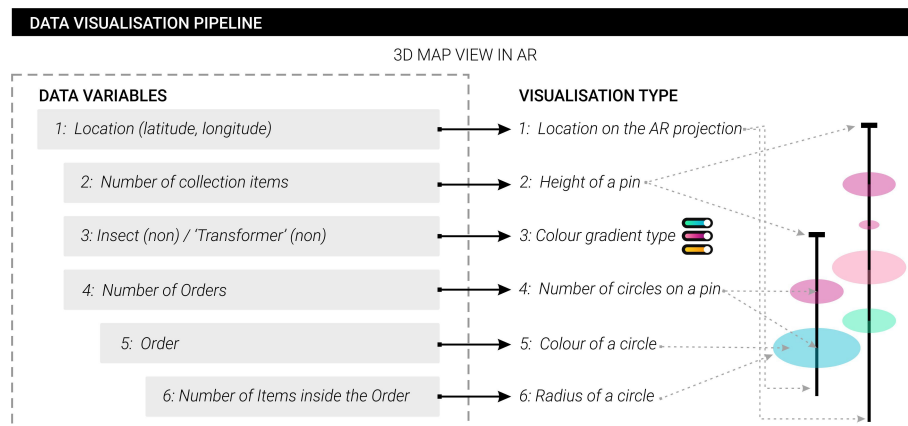 DATA VISUALISATION PIPELINE
3D MAP VIEW IN AR
DATA VARIABLES
VISUALISATION TYPE
1: Location (latitude, longitude)
1: Location on the AR projection
2: Number of collection items
2: Height of a pin
3: Insect (non) / 'Transformer' (non)
3: Colour gradient type
4: Number of Orders
4: Number of circles on a pin
5: Order
5: Colour of a circle
6: Number of Items inside the Order
6: Radius of a circle